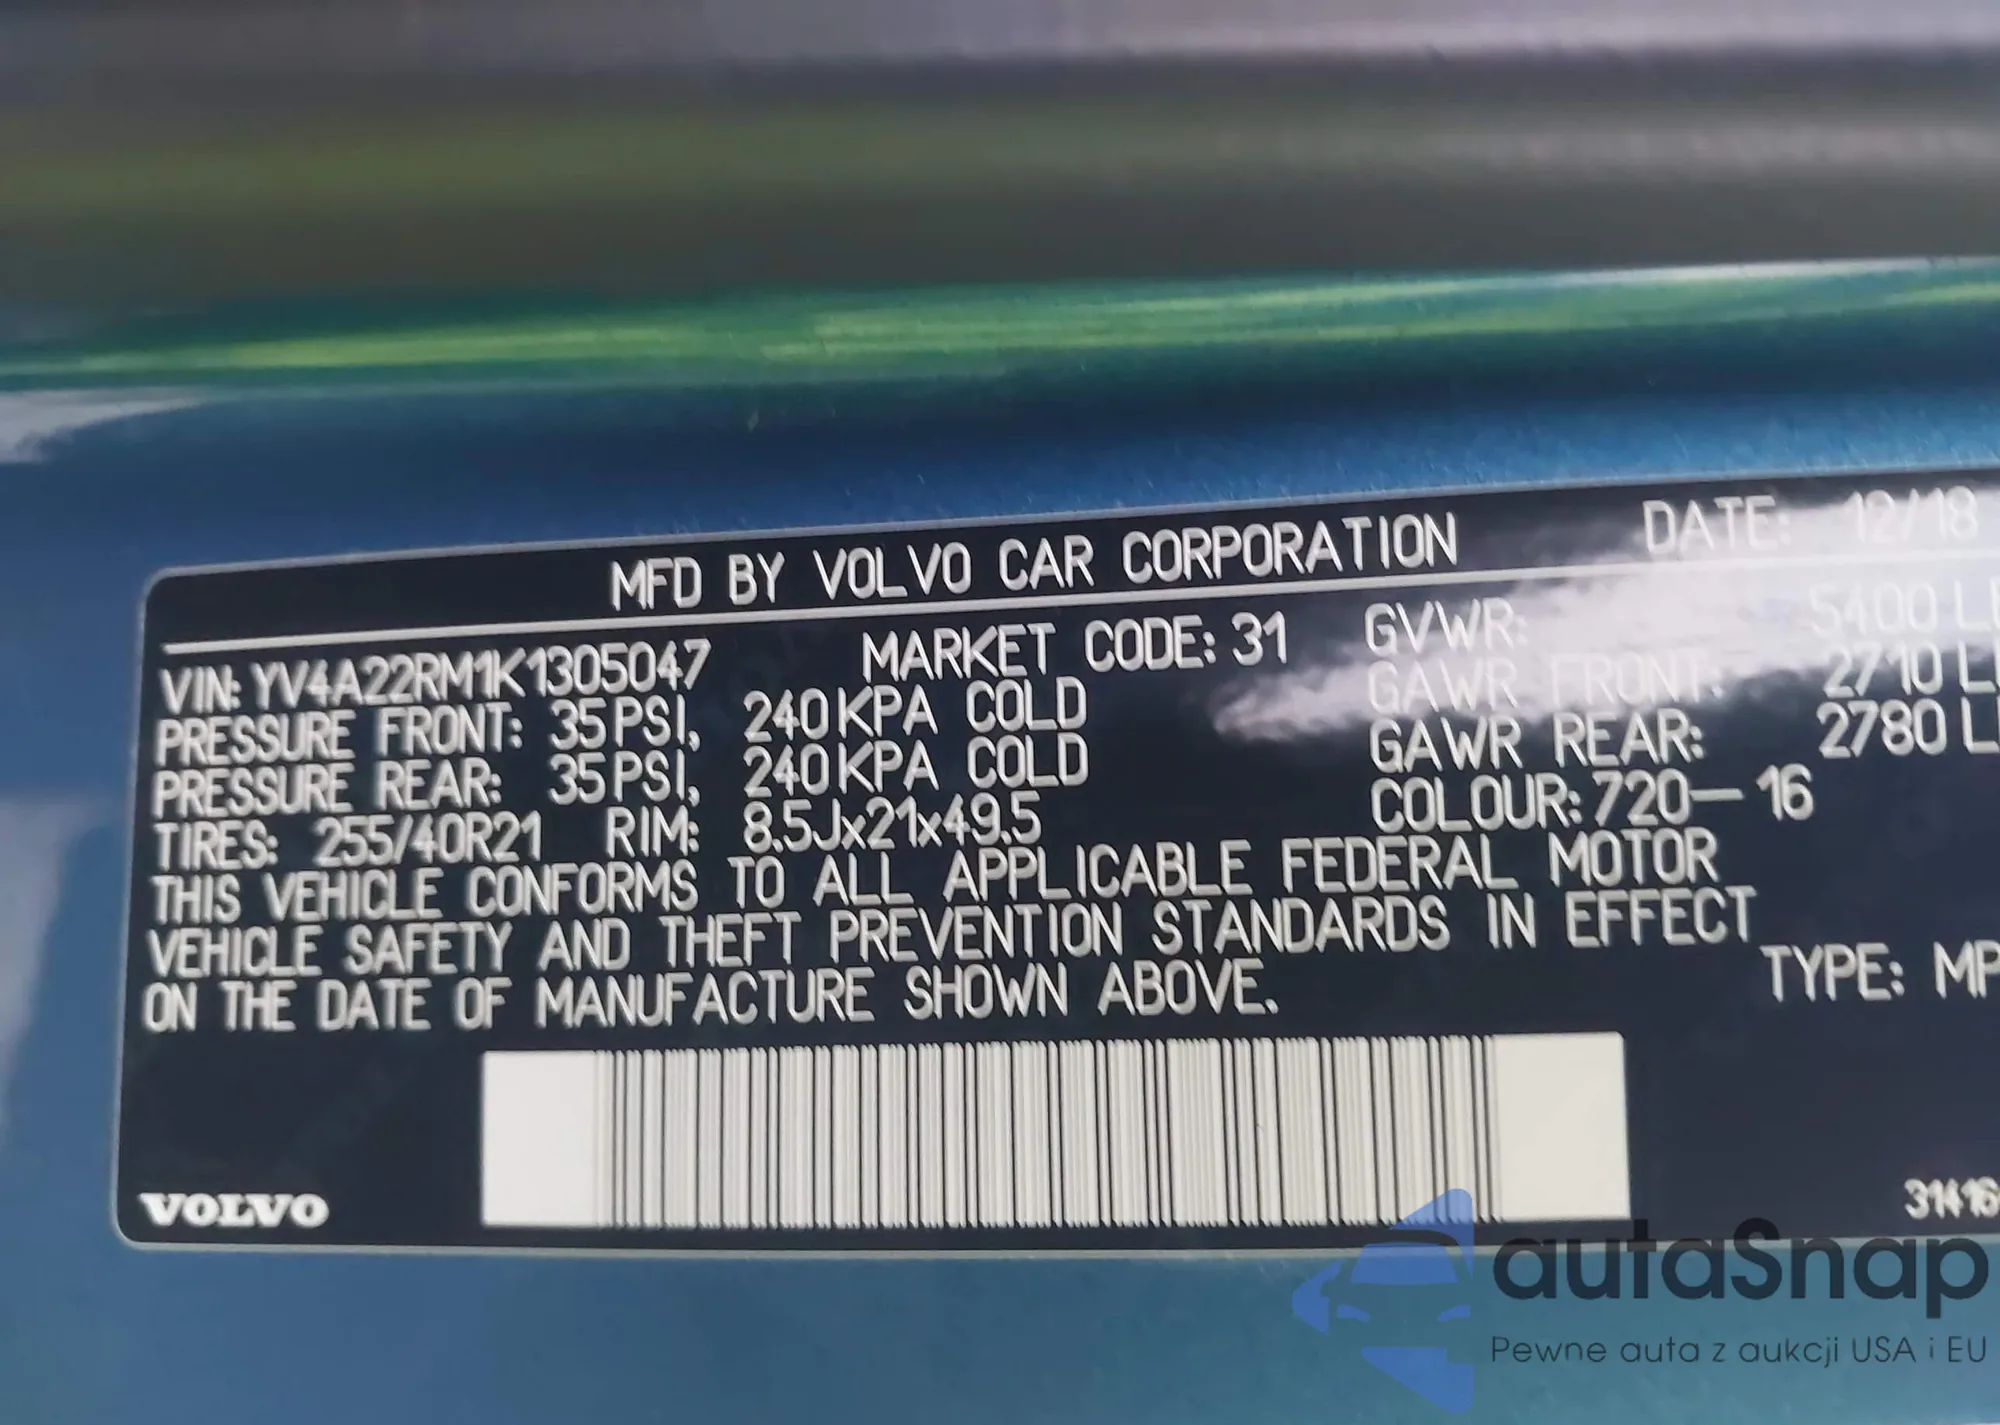 MFD BY VOLVO CAR CORPORATION DATE: 12/18
VIN: YV4A22RM1K1305047 MARKET CODE: 31 GVWR: 5400 LB
PRESSURE FRONT: 35 PSI, 240 KPA COLD GAWR FRONT: 2710 L
PRESSURE REAR: 35 PSI, 240 KPA COLD GAWR REAR: 2780 L
TIRES: 255/40R21 RIM: 8.5Jx21x49.5 COLOUR: 720-16
THIS VEHICLE CONFORMS TO ALL APPLICABLE FEDERAL MOTOR
VEHICLE SAFETY AND THEFT PREVENTION STANDARDS IN EFFECT
ON THE DATE OF MANUFACTURE SHOWN ABOVE. TYPE: MP
VOLVO
31416
autaSnap
Pewne auta z aukcji USA i EU